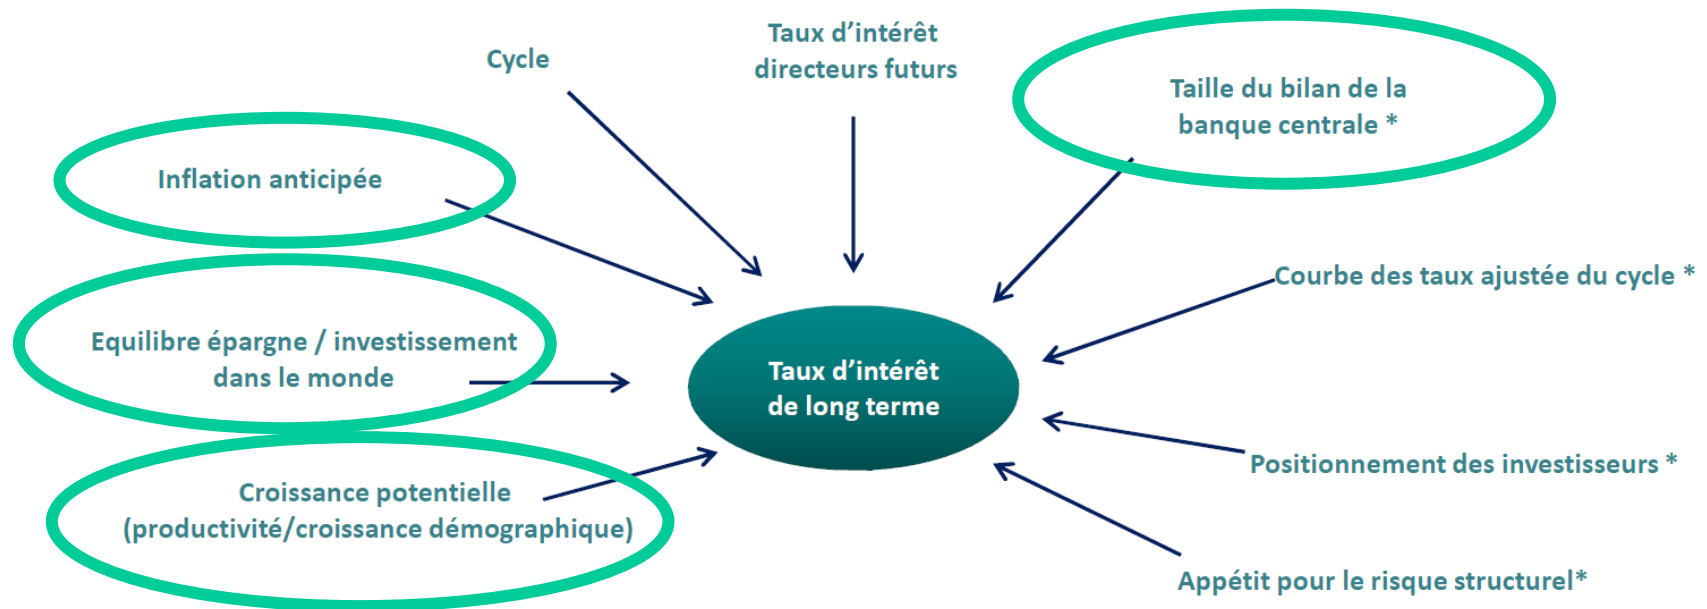 Taux d'intérêt
directeurs futurs
Cycle
Taille du bilan de la
banque centrale *
Inflation anticipée
Courbe des taux ajustée du cycle *
Equilibre épargne / investissement
dans le monde
Taux d'intérêt
de long terme
Positionnement des investisseurs *
Croissance potentielle
(productivité/croissance démographique)
Appétit pour le risque structurel*